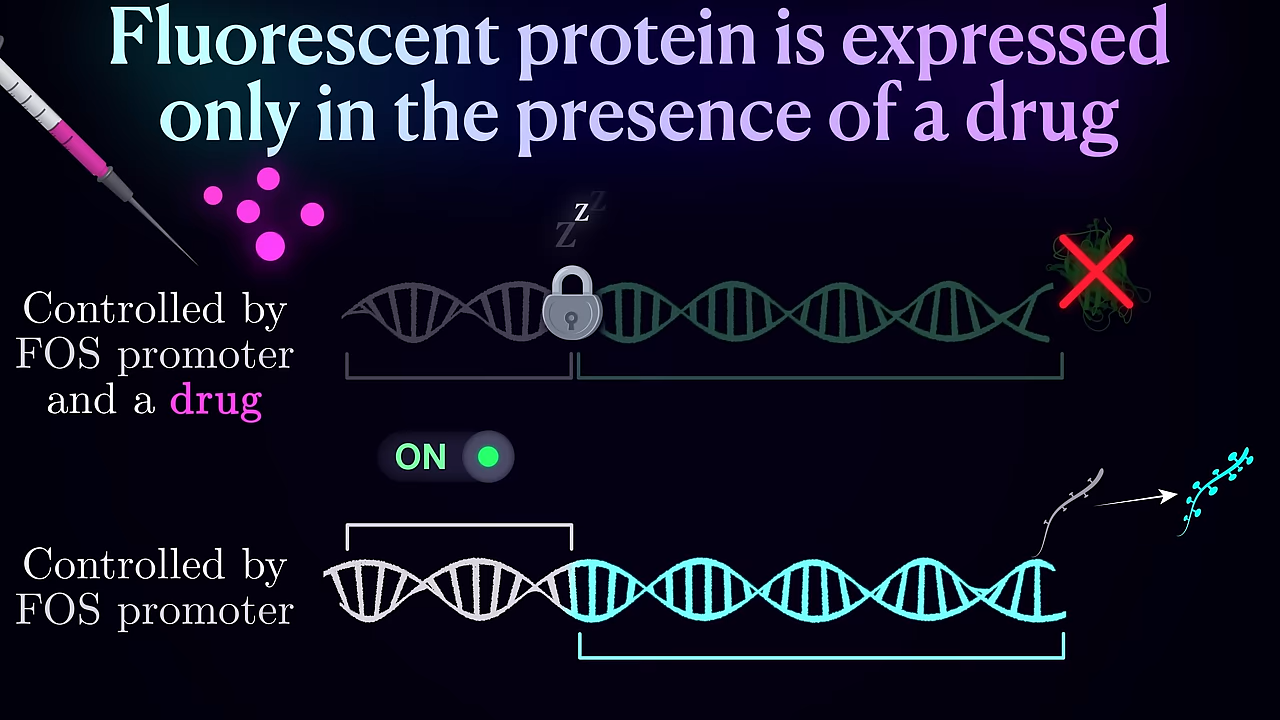 Fluorescent protein is expressed
only in the presence of a drug
z
z
z
Controlled by
FOS promoter
and a drug
ON
Controlled by
FOS promoter